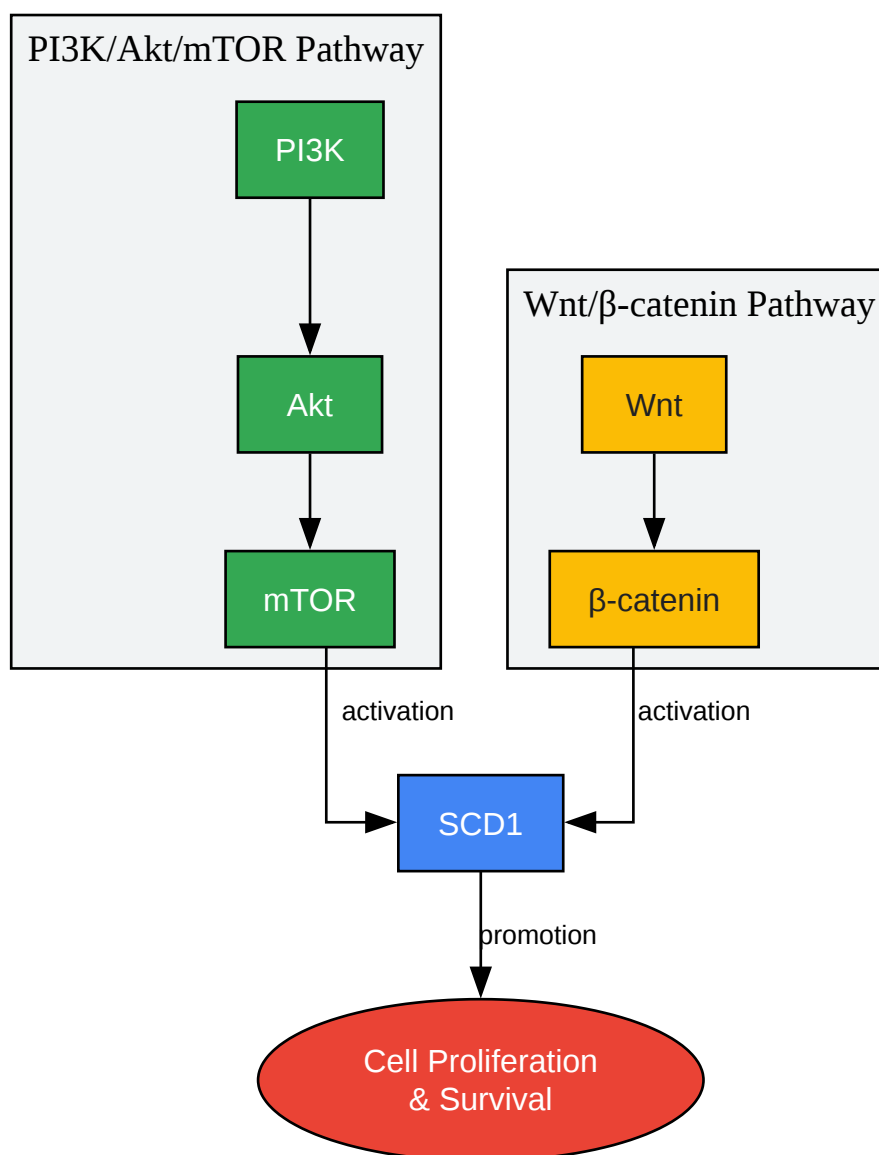 PI3K/Akt/mTOR Pathway
PI3K
Akt
mTOR
Wnt/β-catenin Pathway
Wnt
β-catenin
activation
activation
SCD1
promotion
Cell Proliferation
& Survival